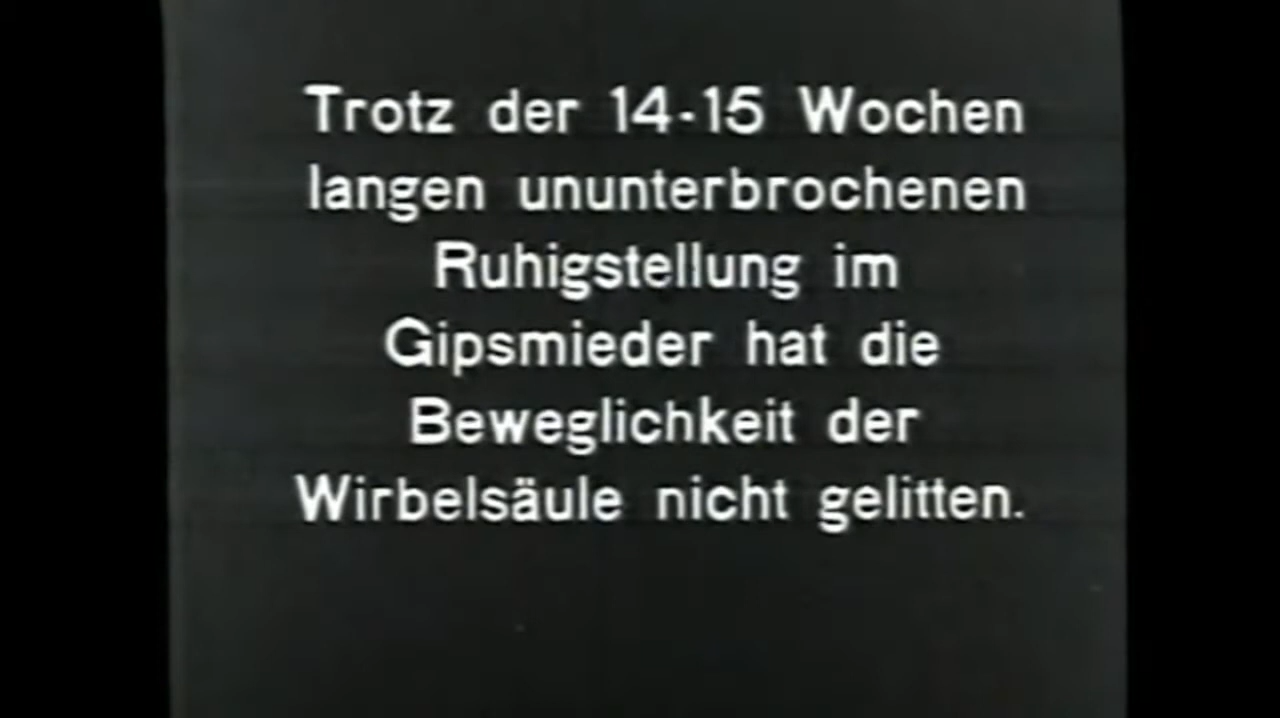 Trotz der 14-15 Wochen
langen ununterbrochenen
Ruhigstellung im
Gipsmieder hat die
Beweglichkeit der
Wirbelsäule nicht gelitten.